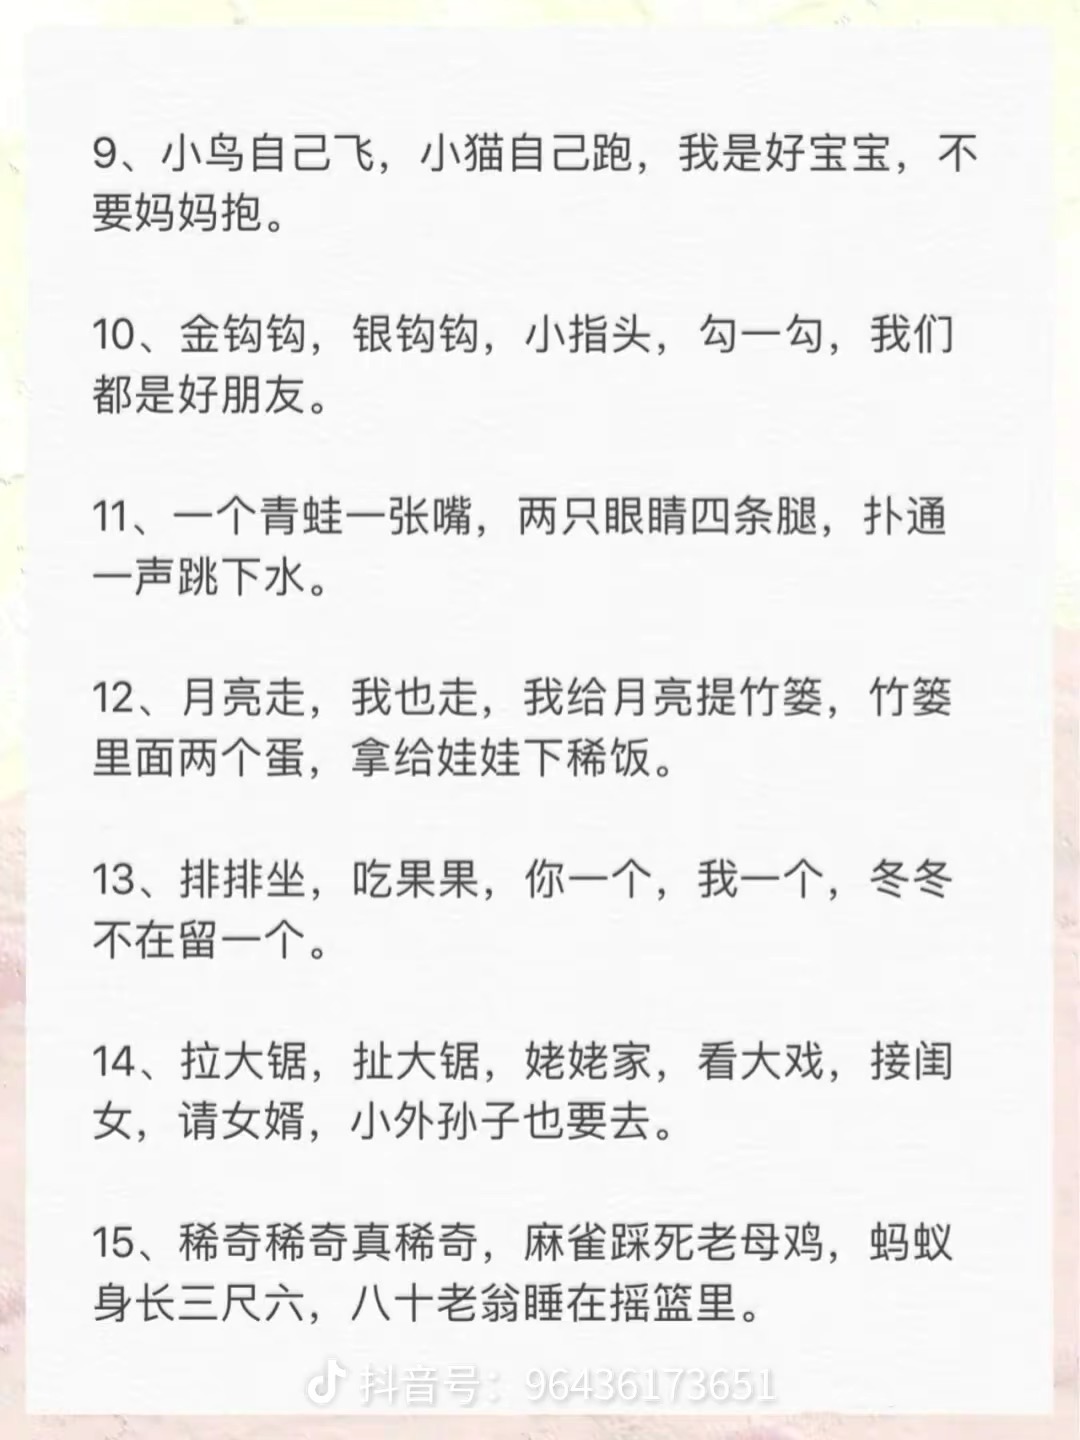 9、小鸟自己飞，小猫自己跑，我是好宝宝，不
要妈妈抱。
10、金钩钩，银钩钩，小指头，勾一勾，我们
都是好朋友。
11、一个青蛙一张嘴，两只眼睛四条腿，扑通
一声跳下水。
12、月亮走，我也走，我给月亮提竹篓，竹篓
里面两个蛋，拿给娃娃下稀饭。
13、排排坐，吃果果，你一个，我一个，冬冬
不在留一个。
14、拉大锯，扯大锯，姥姥家，看大戏，接闺
女，请女婿，小外孙子也要去。
15、稀奇稀奇真稀奇，麻雀踩死老母鸡，蚂蚁
身长三尺六，八十老翁睡在摇篮里。
抖音号：96436173651